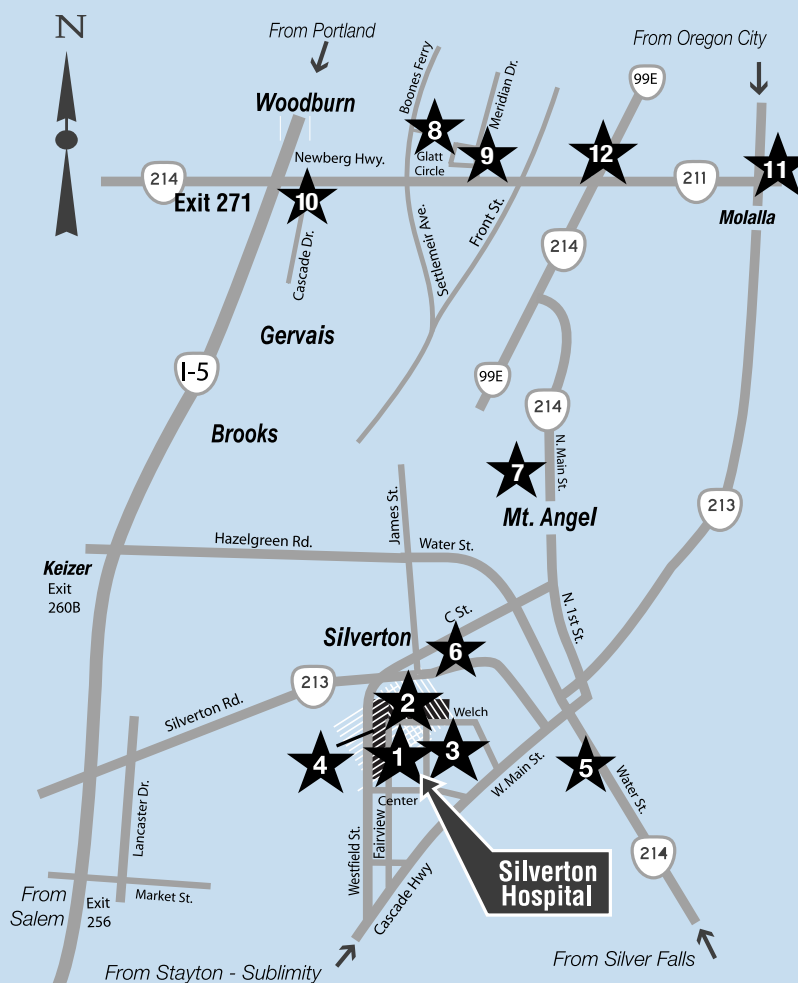 N
From Portland
From Oregon City
Woodburn
Boones Ferry
Meridian Dr.
99E
8
9
12
11
Glatt
Circle
Newberg Hwy.
214
Exit 271
10
211
Molalla
Cascade Dr.
Settlemeir Ave.
Front St.
214
Gervais
I-5
99E
214
Brooks
7
N. Main St.
Mt. Angel
213
James St.
Hazelgreen Rd.
Water St.
Keizer
Exit
260B
C St.
N. 1st St.
Silverton
6
213
Silverton Rd.
2
Welch
4
1
3
5
Center
W. Main St.
Water St.
Lancaster Dr.
Westfield St.
Fairview
Cascade Hwy
Silverton
Hospital
214
Market St.
From
Salem
Exit
256
From Stayton - Sublimity
From Silver Falls